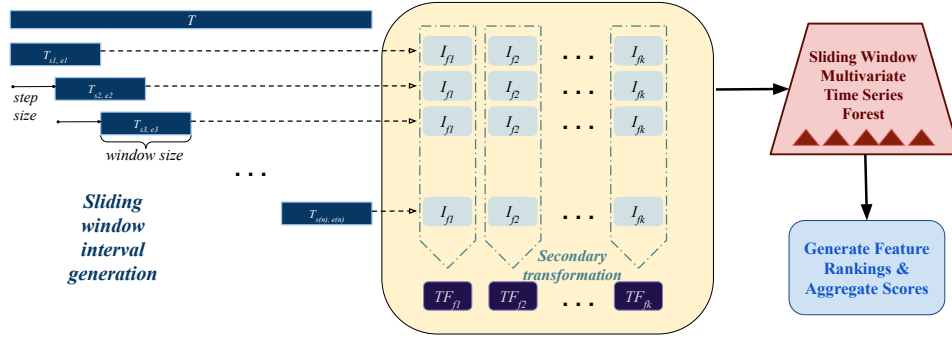 T
T_{s1, e1}
I_{f1} I_{f2} ... I_{fk}
T_{s2, e2}
I_{f1} I_{f2} ... I_{fk}
step
size
T_{s3, e3}
I_{f1} I_{f2} ... I_{fk}
window size
...
Sliding
window
interval
generation
T_{s(n), e(n)}
I_{f1} I_{f2} ... I_{fk}
Secondary
transformation
TF_{f1} TF_{f2} ... TF_{fk}
Sliding Window
Multivariate
Time Series
Forest
Generate Feature
Rankings &
Aggregate Scores